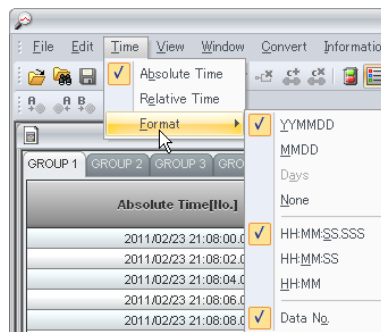 File Edit Time View Window Convert Informatio
Absolute Time
Relative Time
Format
YYMMDD
MMDD
Days
None
HH:MM:SS.SSS
HH:MM:SS
HH:MM
Data No.
GROUP 1 GROUP 2 GROUP 3 GRO
Absolute Time[No.]
2011/02/23 21:08:00.0
2011/02/23 21:08:02.0
2011/02/23 21:08:04.0
2011/02/23 21:08:06.0
2011/02/23 21:08:08.0